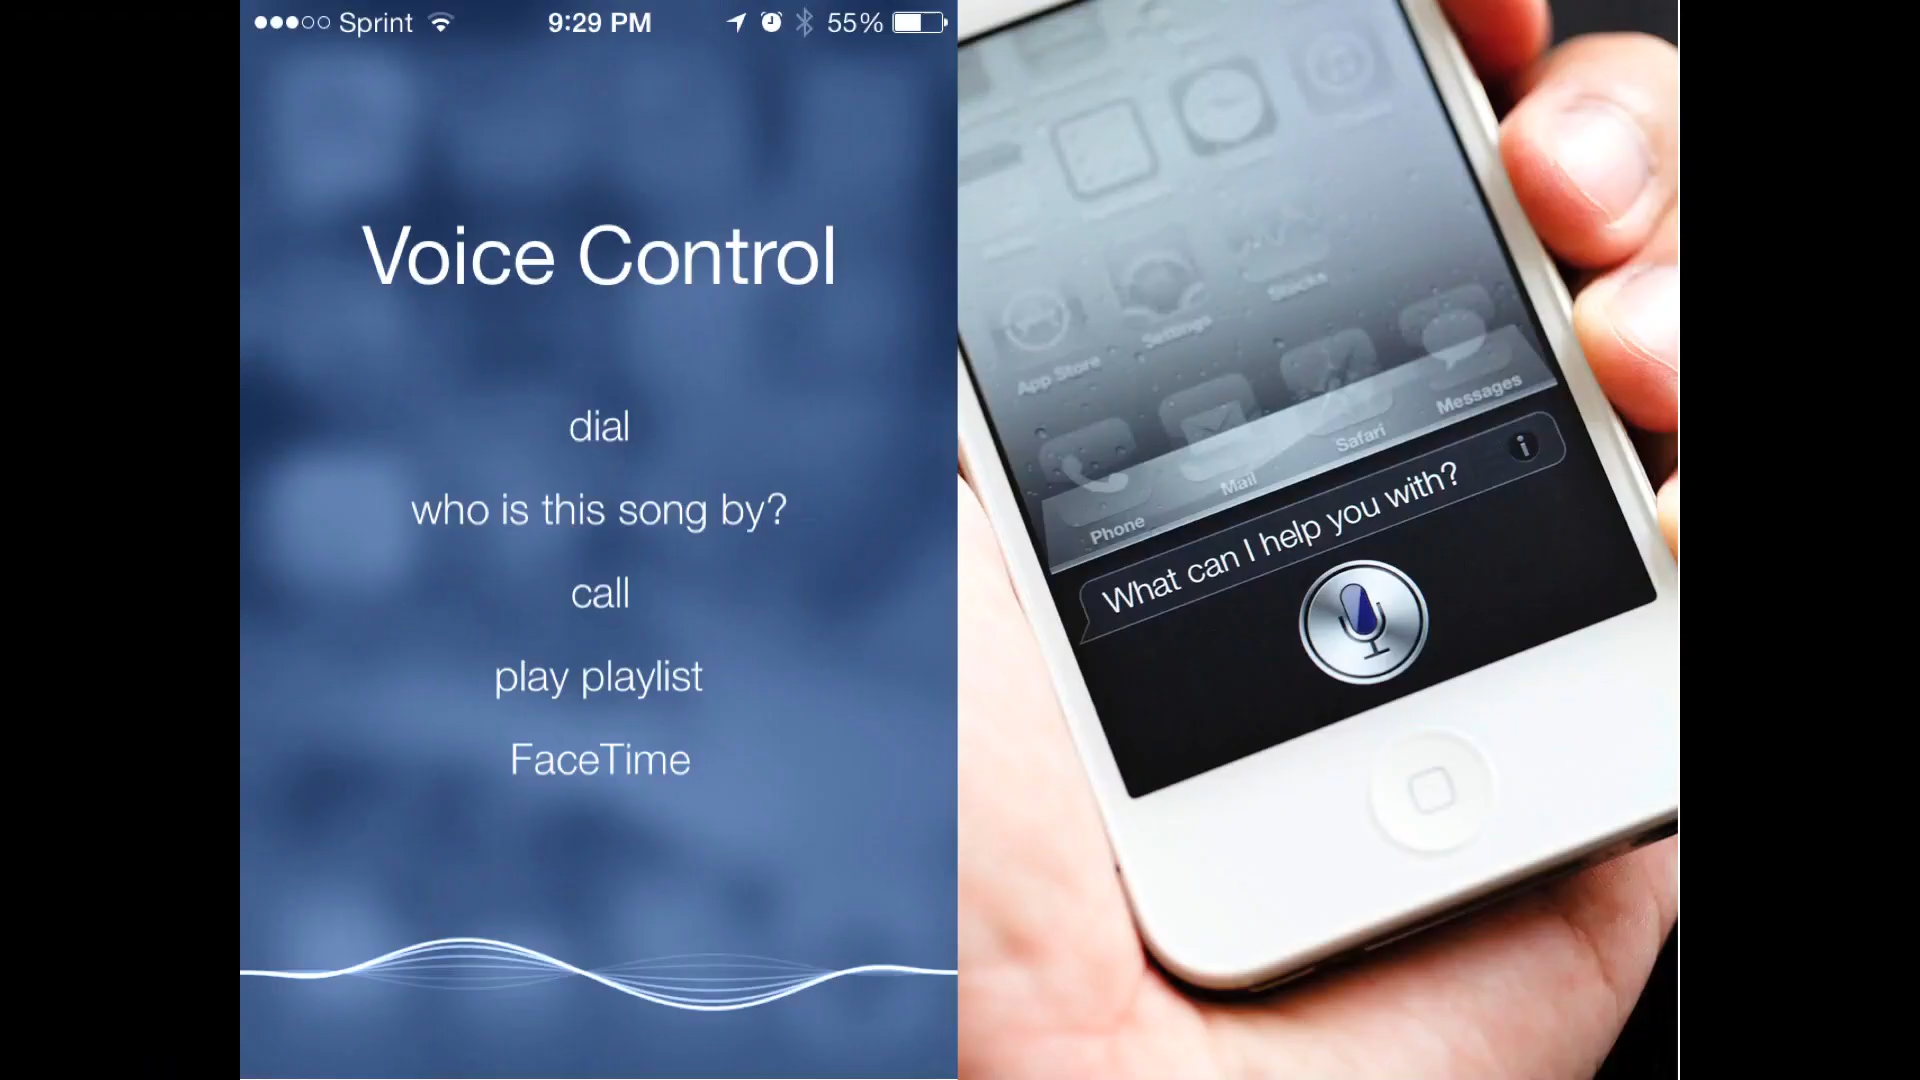 Sprint 9:29 PM 55%
Voice Control
dial
who is this song by?
call
play playlist
FaceTime
Stocks
Settings
App Store
Messages
Safari
Mail
Phone
What can I help you with?